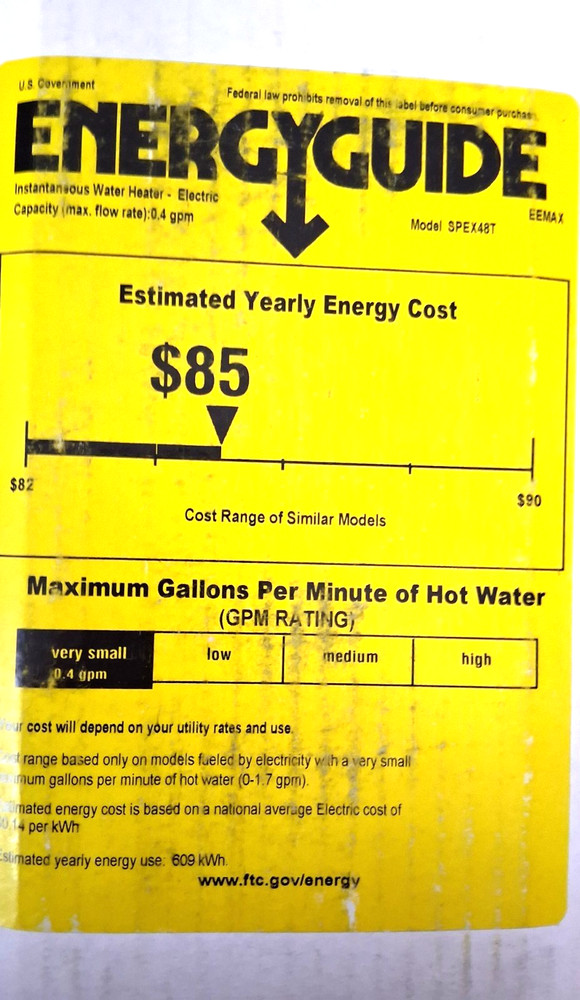 U.S. Government
Federal law prohibits removal of this label before consumer purchas
ENERGYGUIDE
Instantaneous Water Heater - Electric
Capacity (max. flow rate):0.4 gpm
EEMAX
Model SPEX48T
Estimated Yearly Energy Cost
$85
$82
$90
Cost Range of Similar Models
Maximum Gallons Per Minute of Hot Water
(GPM RATING)
very small low medium high
0.4 gpm
cost will depend on your utility rates and use.
range based only on models fueled by electricity with a very small
gallons per minute of hot water (0-1.7 gpm).
energy cost is based on a national average Electric cost of
per kWh
yearly energy use: 609 kWh.
www.ftc.gov/energy